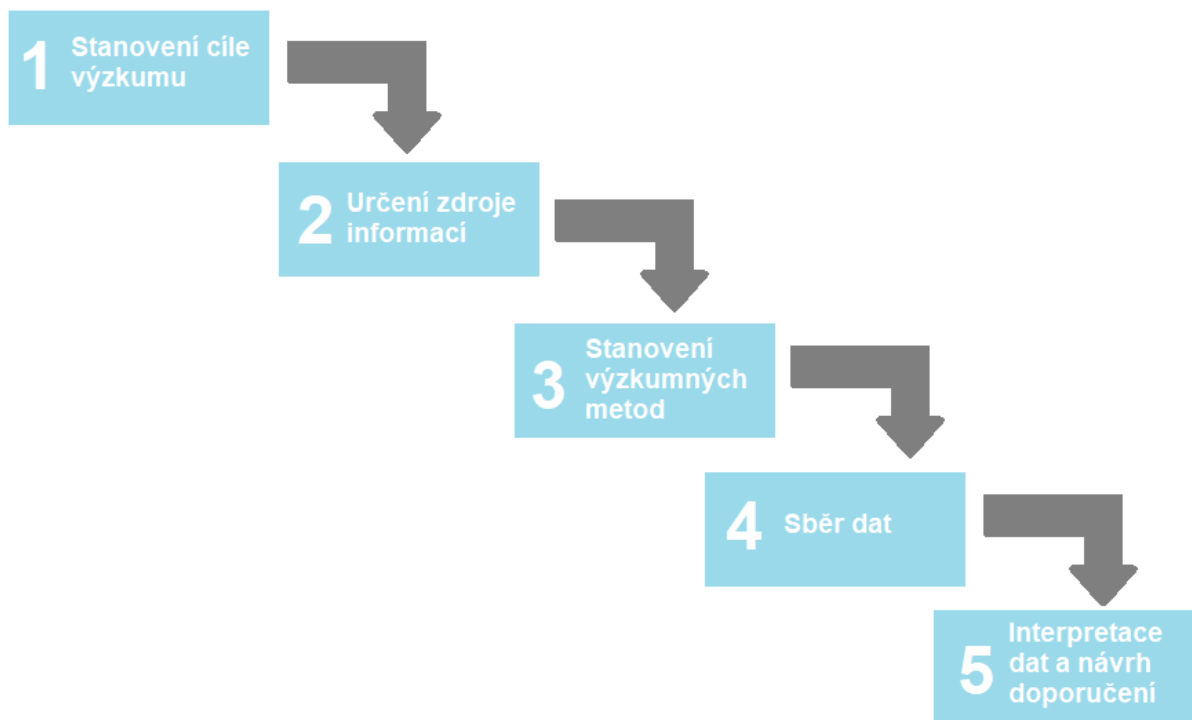 1 Stanovení cíle
výzkumu
2 Určení zdroje
informací
3 Stanovení
výzkumných
metod
4 Sběr dat
5 Interpretace
dat a návrh
doporučení